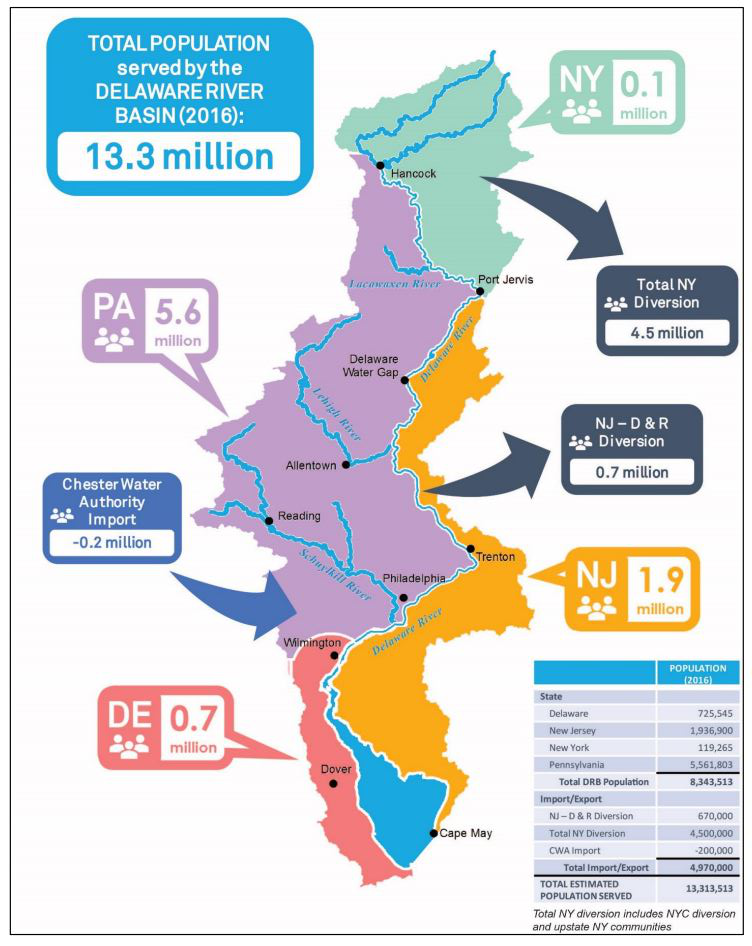 TOTAL POPULATION
served by the
DELAWARE RIVER
BASIN (2016):
13.3 million
NY 0.1
million
Hancock
Port Jervis
Lacowaxen River
Total NY
Diversion
4.5 million
PA 5.6
million
Delaware
Water Gap
Delaware River
Lehigh River
NJ – D & R
Diversion
0.7 million
Allentown
Chester Water
Authority
Import
-0.2 million
Reading
Schuylkill River
Trenton
Philadelphia
NJ 1.9
million
Delaware River
Wilmington
DE 0.7
million
Dover
Cape May
POPULATION
(2016)
State
Delaware 725,545
New Jersey 1,936,900
New York 119,265
Pennsylvania 5,561,803
Total DRB Population 8,343,513
Import/Export
NJ – D & R Diversion 670,000
Total NY Diversion 4,500,000
CWA Import -200,000
Total Import/Export 4,970,000
TOTAL ESTIMATED
POPULATION SERVED 13,313,513
Total NY diversion includes NYC diversion
and upstate NY communities